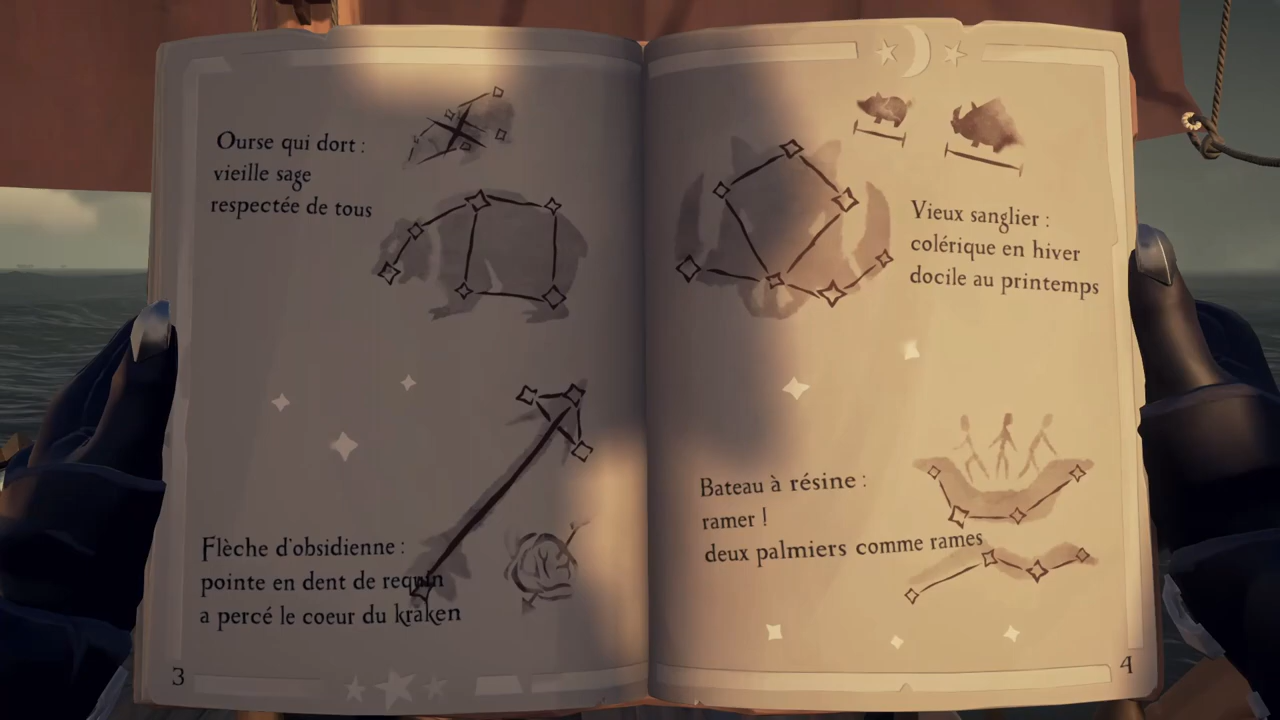 Ourse qui dort :
vieille sage
respectée de tous
Flèche d'obsidienne :
pointe en dent de requin
a percé le coeur du kraken
3
Vieux sanglier :
colérique en hiver
docile au printemps
Bateau à résine :
ramer !
deux palmiers comme rames
4